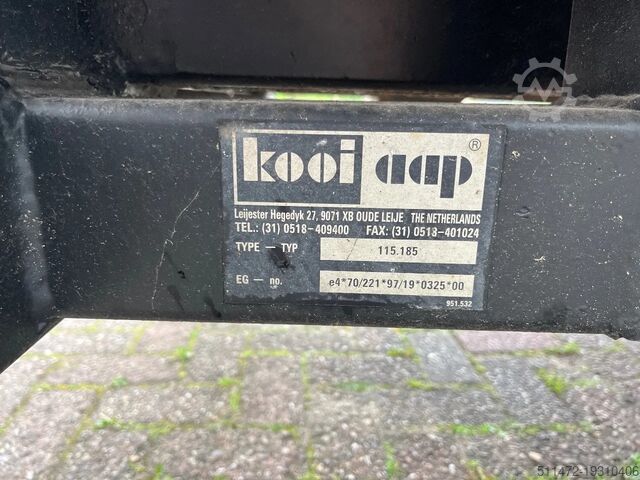 kooi aap®
Leijester Hegedyk 27, 9071 XB OUDE LEIJE THE NETHERLANDS
TEL.: (31) 0518-409400 FAX: (31) 0518-401024
TYPE — TYP 115.185
EG — no. e4*70/221*97/19*0325*00
951.532
511472-19310406